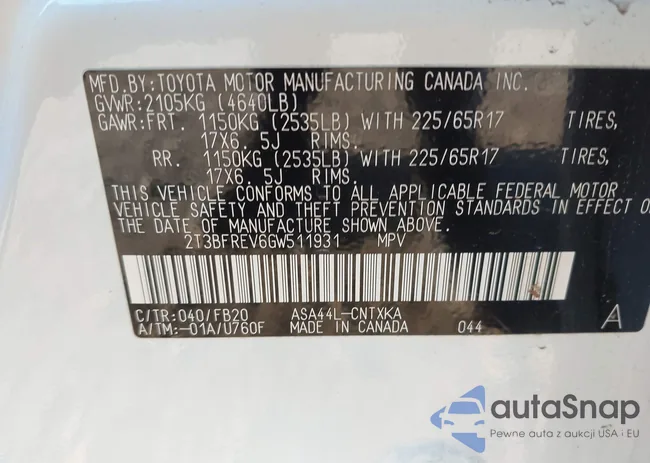 MFD.BY:TOYOTA MOTOR MANUFACTURING CANADA INC.
GVWR:2105KG (4640LB)
GAWR:FRT. 1150KG (2535LB) WITH 225/65R17 TIRES,
17X6. 5J RIMS.
RR. 1150KG (2535LB) WITH 225/65R17 TIRES,
17X6. 5J RIMS.
THIS VEHICLE CONFORMS TO ALL APPLICABLE FEDERAL MOTOR
VEHICLE SAFETY AND THEFT PREVENTION STANDARDS IN EFFECT O
THE DATE OF MANUFACTURE SHOWN ABOVE.
2T3BFREV6GW511931 MPV
C/TR:040/FB20 ASA44L-CNTXKA
A/TM:-01A/U760F MADE IN CANADA 044 A
autaSnap
Pewne auta z aukcji USA i EU